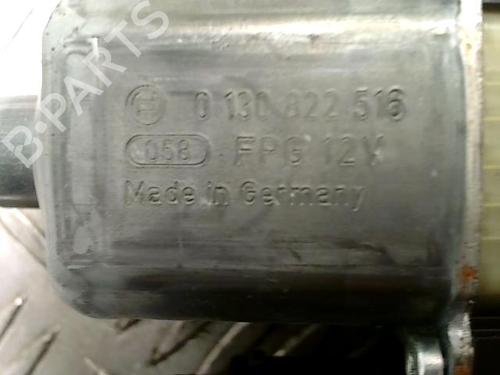 B-PARTS
0 130 822 516
058 FPG 12V
Made in Germany